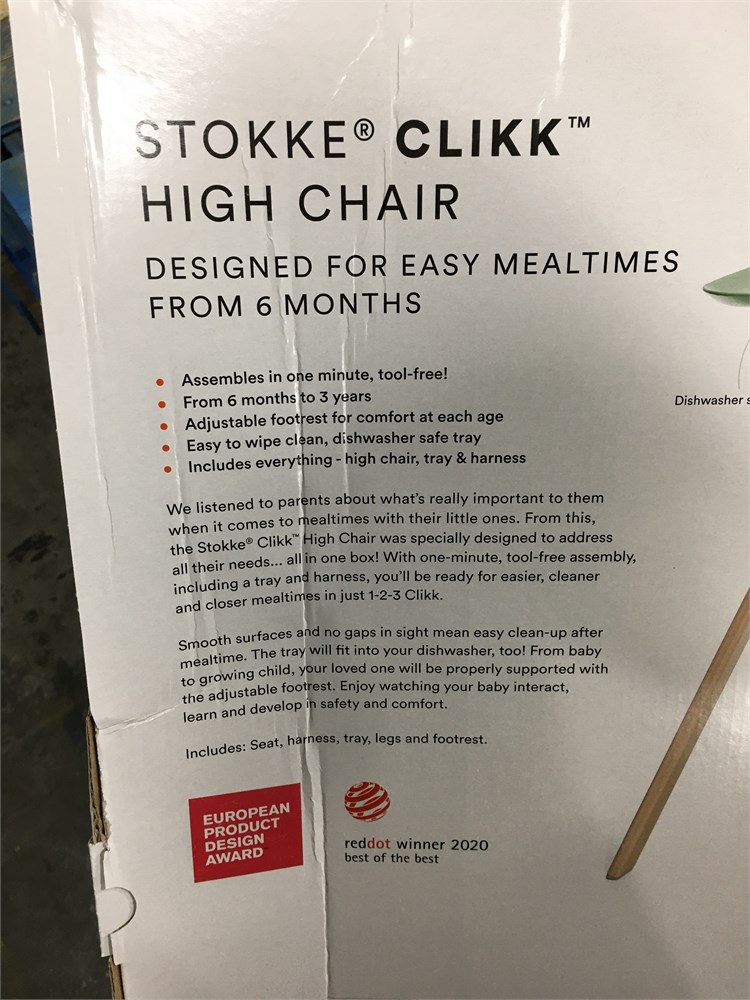 STOKKE® CLIKK™
HIGH CHAIR
DESIGNED FOR EASY MEALTIMES
FROM 6 MONTHS
• Assembles in one minute, tool-free!
• From 6 months to 3 years
• Adjustable footrest for comfort at each age
• Easy to wipe clean, dishwasher safe tray
• Includes everything - high chair, tray & harness
Dishwasher s
We listened to parents about what's really important to them
when it comes to mealtimes with their little ones. From this,
the Stokke® Clikk™ High Chair was specially designed to address
all their needs... all in one box! With one-minute, tool-free assembly,
including a tray and harness, you'll be ready for easier, cleaner
and closer mealtimes in just 1-2-3 Clikk.
Smooth surfaces and no gaps in sight mean easy clean-up after
mealtime. The tray will fit into your dishwasher, too! From baby
to growing child, your loved one will be properly supported with
the adjustable footrest. Enjoy watching your baby interact,
learn and develop in safety and comfort.
Includes: Seat, harness, tray, legs and footrest.
EUROPEAN
PRODUCT
DESIGN
AWARD
reddot winner 2020
best of the best